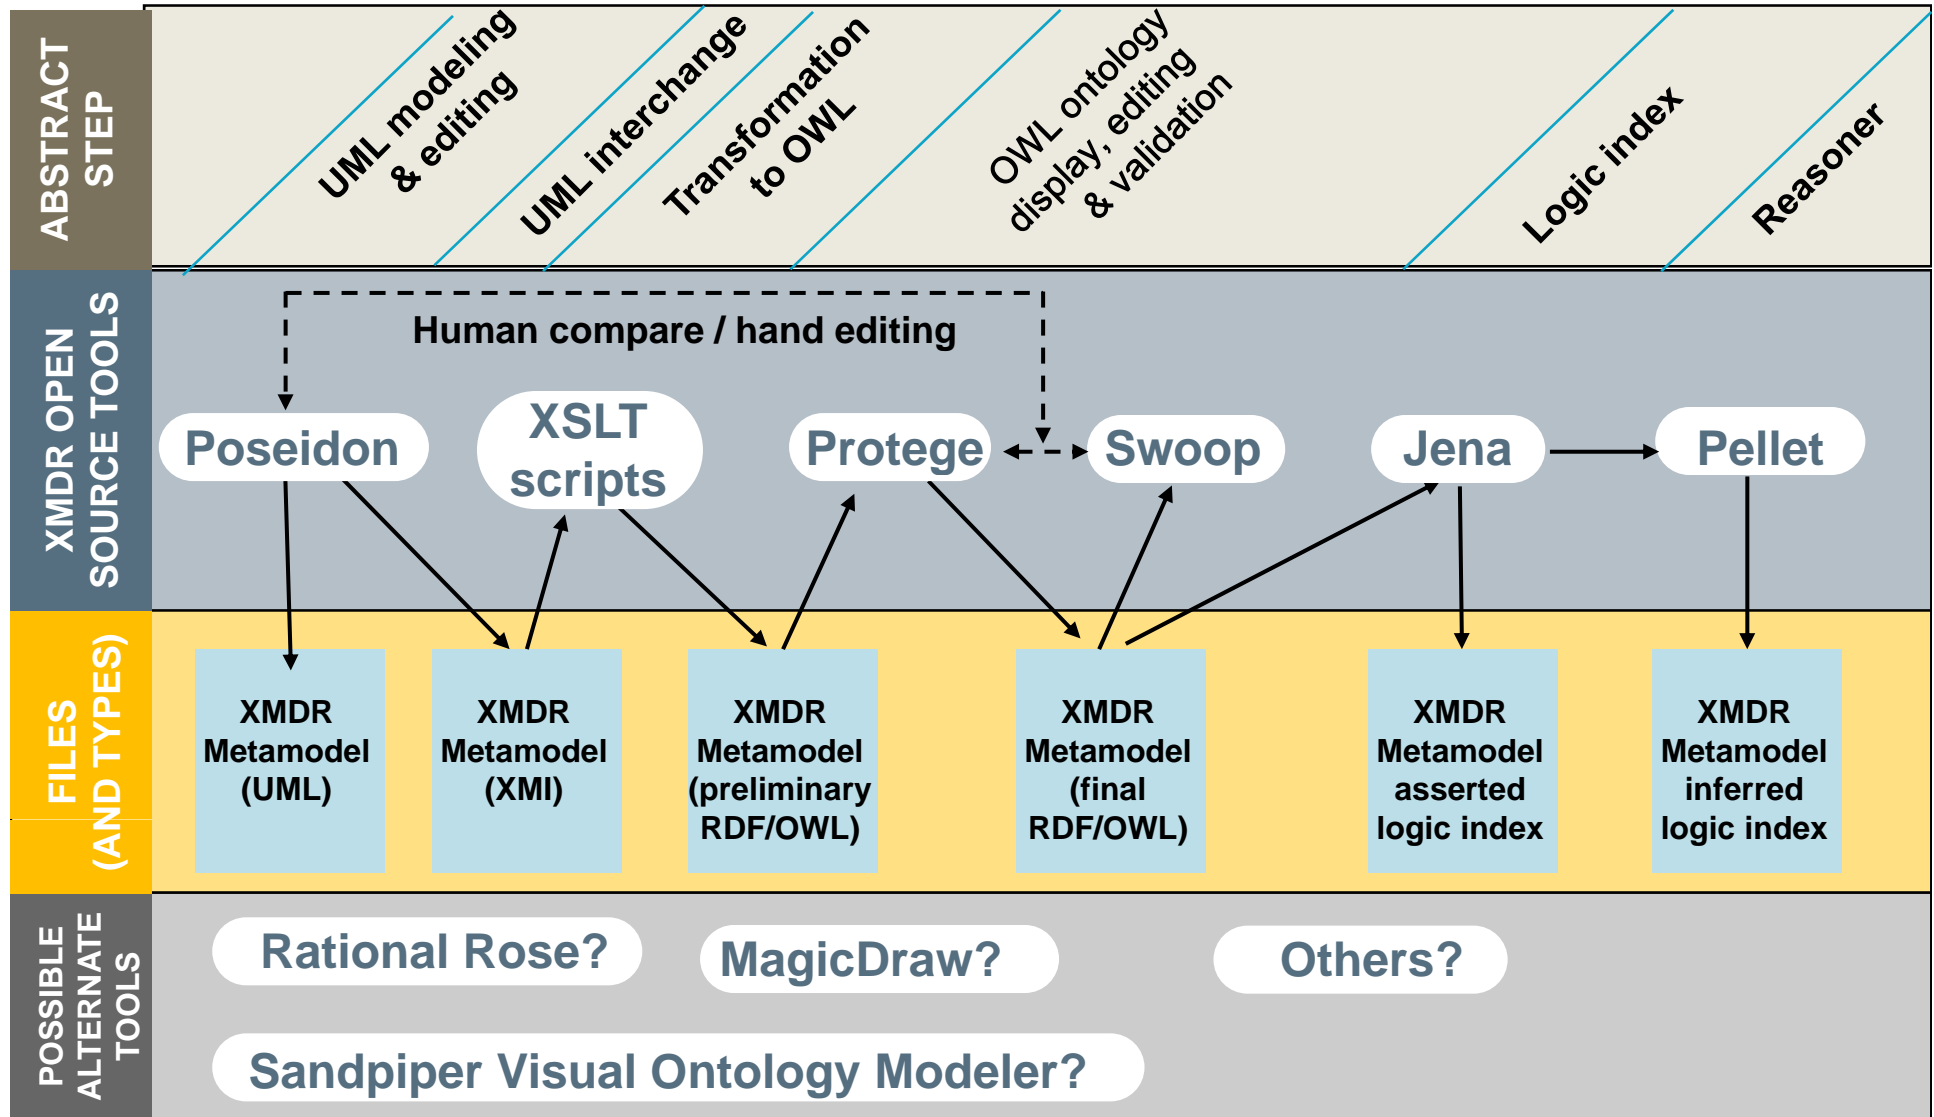 ABSTRACT
STEP
UML modeling
& editing
UML interchange
Transformation
to OWL
OWL ontology
display, editing
& validation
Logic index
Reasoner
XMDR OPEN
SOURCE TOOLS
Human compare / hand editing
Poseidon
XSLT
scripts
Protege
Swoop
Jena
Pellet
FILES
(AND TYPES)
XMDR
Metamodel
(UML)
XMDR
Metamodel
(XMI)
XMDR
Metamodel
(preliminary
RDF/OWL)
XMDR
Metamodel
(final
RDF/OWL)
XMDR
Metamodel
asserted
logic index
XMDR
Metamodel
inferred
logic index
POSSIBLE
ALTERNATE
TOOLS
Rational Rose?
MagicDraw?
Others?
Sandpiper Visual Ontology Modeler?